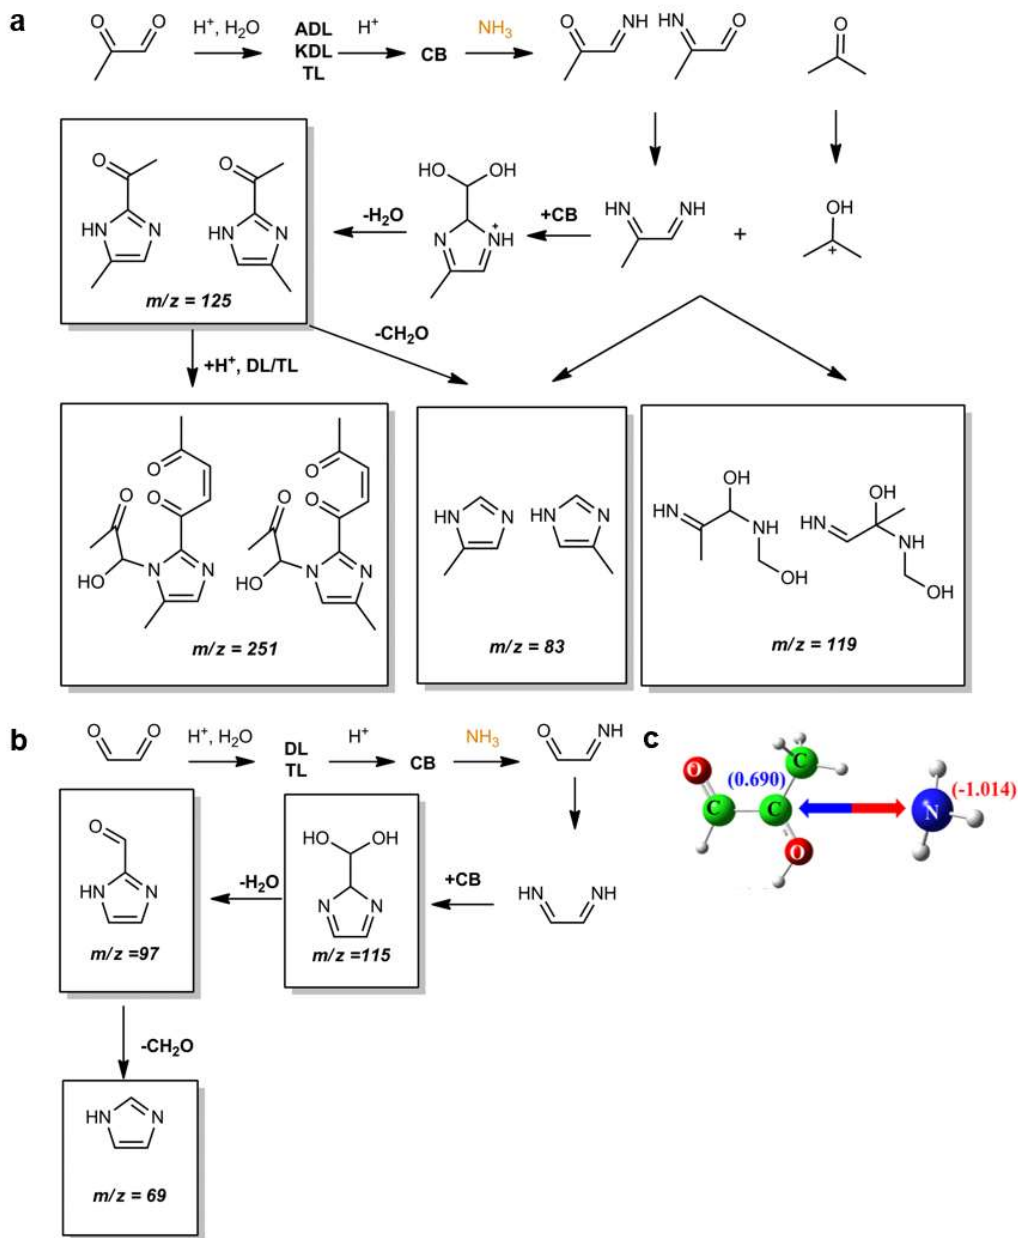 a
O O H⁺, H₂O ADL KDL TL H⁺ CB NH₃ O NH HN O O
HO OH -H₂O N NH + +CB HN NH + OH +
O HN N O HN N
m/z = 125
-CH₂O
+H⁺, DL/TL
O O O HO N N O O O HO N N
m/z = 251
HN N HN N
m/z = 83
OH HN NH OH OH HN NH OH
m/z = 119
b
O O H⁺, H₂O DL TL H⁺ CB NH₃ O NH
O HN N
m/z =97
-H₂O
HO OH N N
m/z =115
+CB
HN NH
-CH₂O
HN N
m/z = 69
c
O C C C O (0.690) N (-1.014)